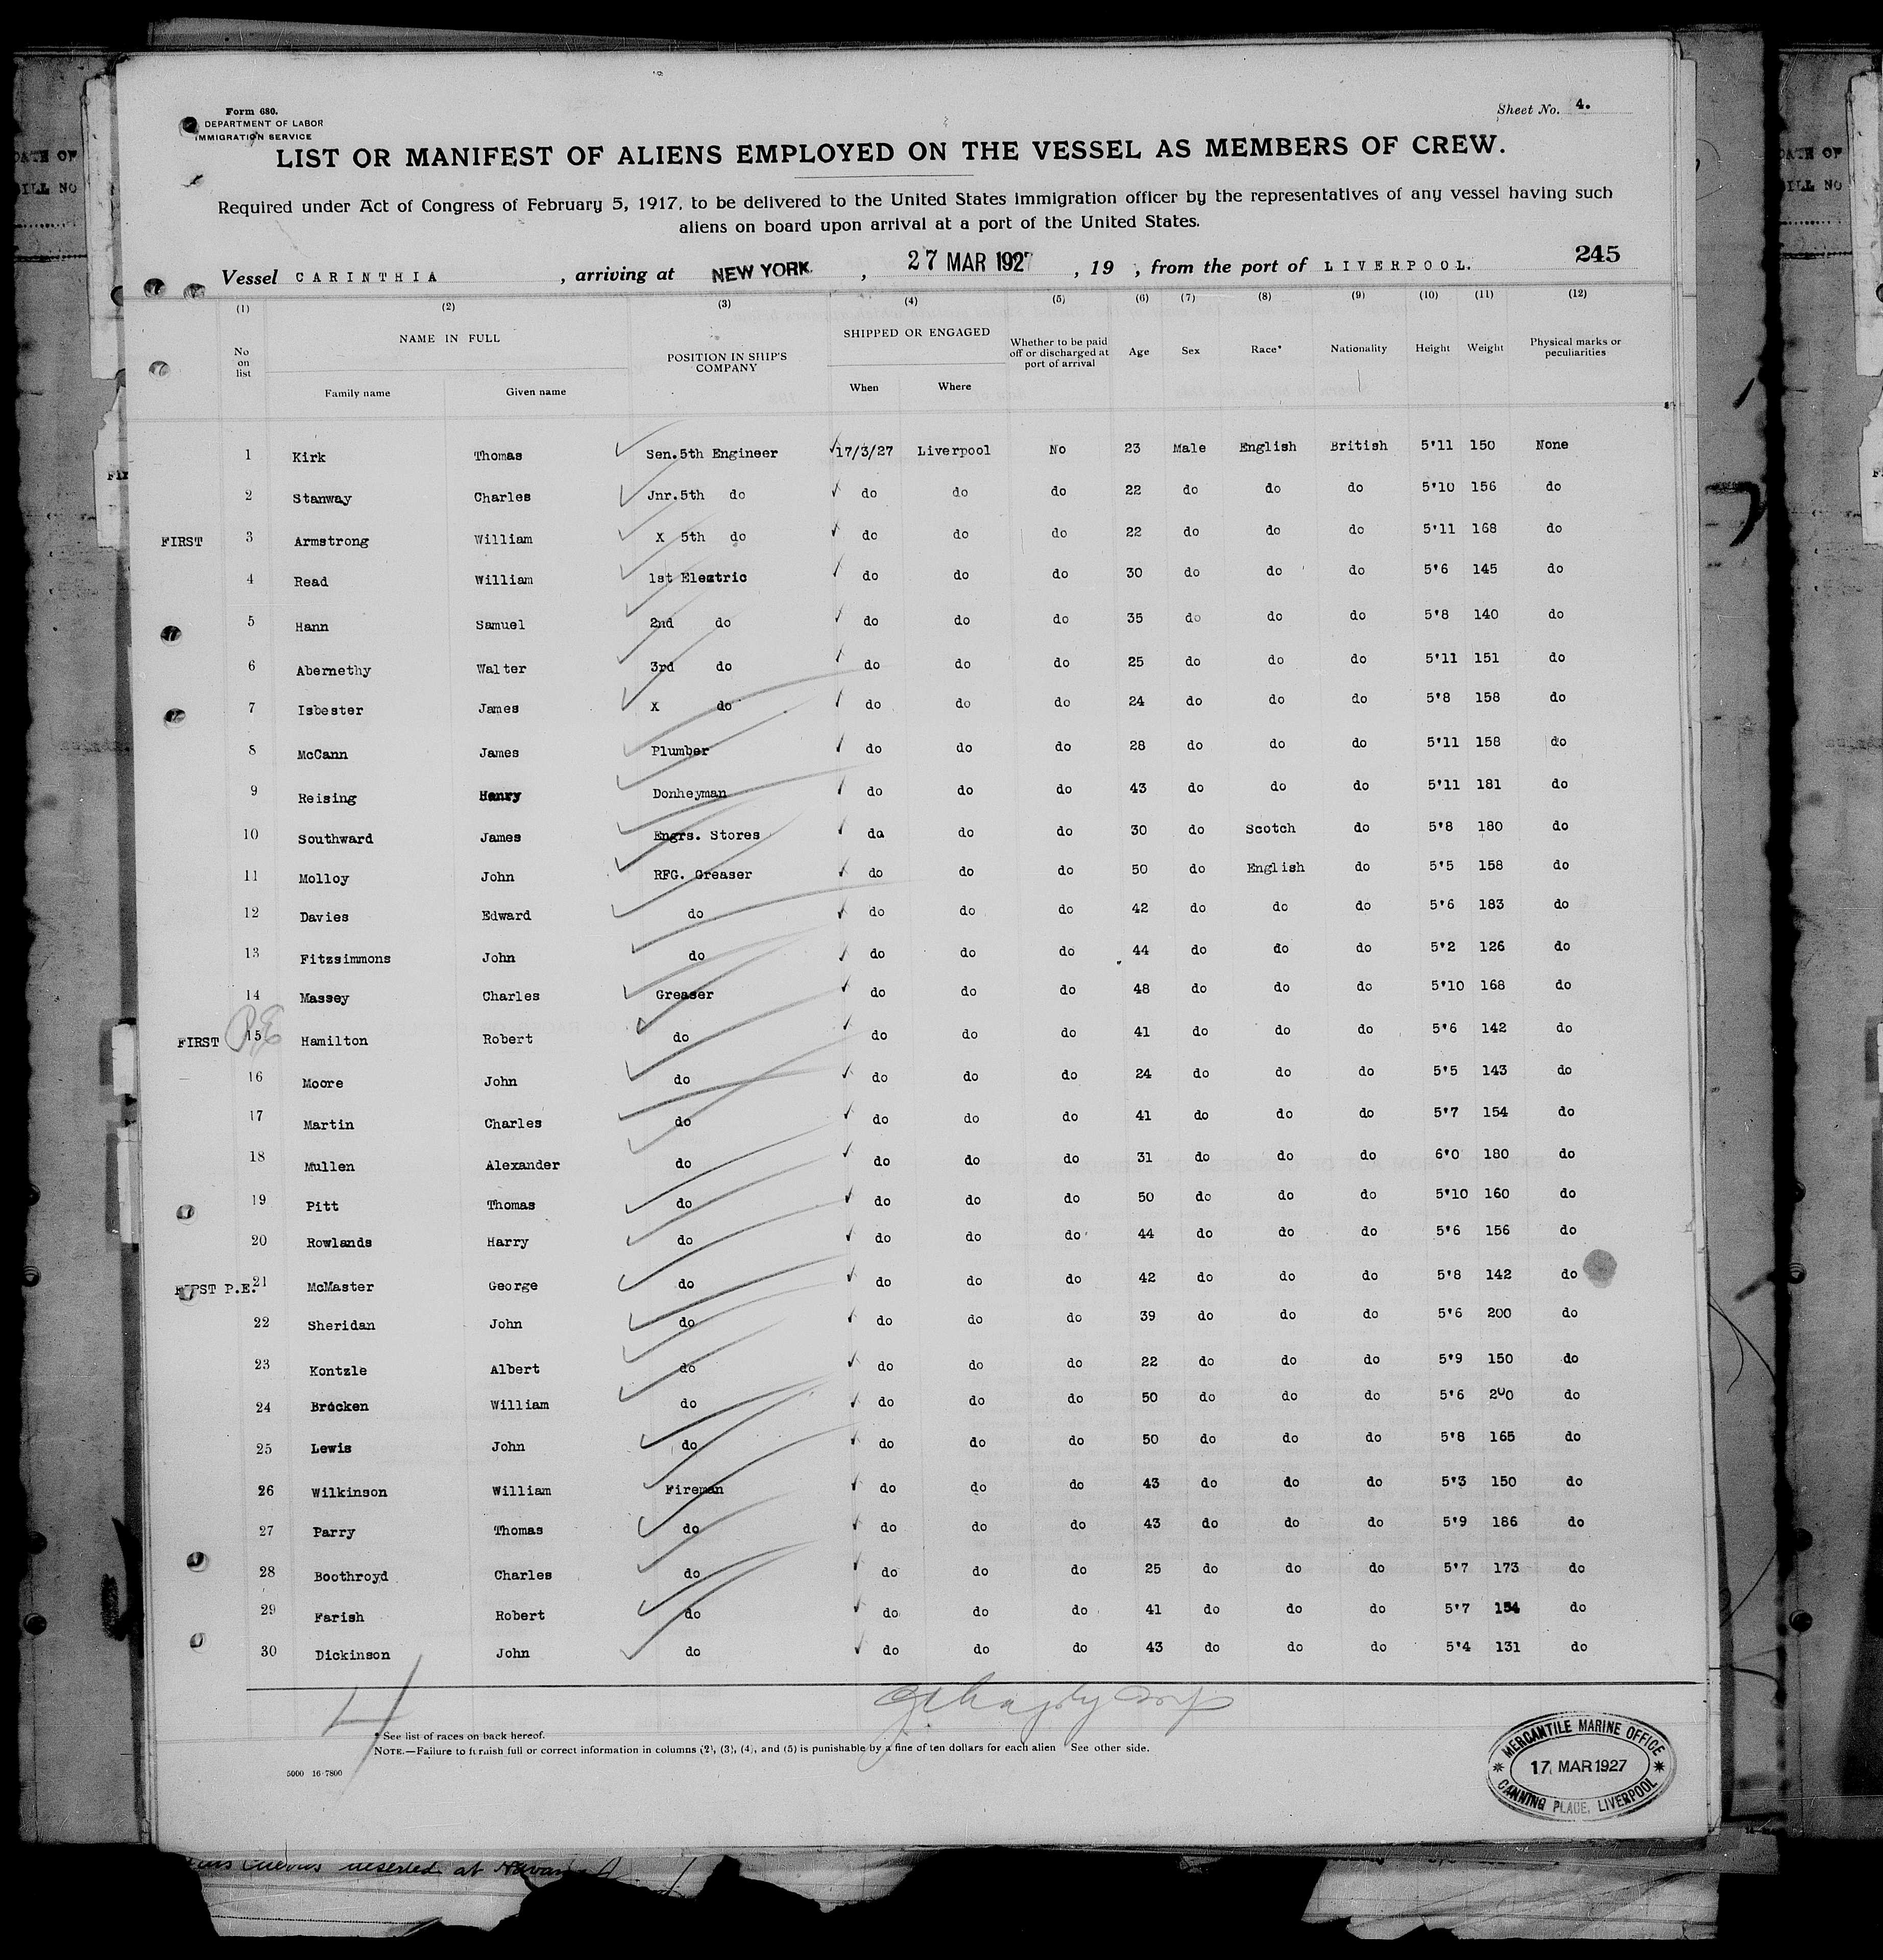 Form 680.
DEPARTMENT OF LABOR
IMMIGRATION SERVICE
Sheet No. 4.
LIST OR MANIFEST OF ALIENS EMPLOYED ON THE VESSEL AS MEMBERS OF CREW.
Required under Act of Congress of February 5, 1917, to be delivered to the United States immigration officer by the representatives of any vessel having such
aliens on board upon arrival at a port of the United States.
245
Vessel CARINTHIA , arriving at NEW YORK , 27 MAR 1927 , 19 , from the port of LIVERPOOL.
(1) (2) (3) (4) (5) (6) (7) (8) (9) (10) (11) (12)
No on list NAME IN FULL Family name Given name POSITION IN SHIP'S COMPANY SHIPPED OR ENGAGED When Where Whether to be paid off or discharged at port of arrival Age Sex Race* Nationality Height Weight Physical marks or peculiarities
1 Kirk Thomas Sen.5th Engineer 17/3/27 Liverpool No 23 Male English British 5'11 150 None
2 Stanway Charles Jnr.5th do do do do 22 do do do 5'10 156 do
FIRST 3 Armstrong William X 5th do do do do 22 do do do 5'11 168 do
4 Read William 1st Electric do do do 30 do do do 5'6 145 do
5 Hann Samuel 2nd do do do do 35 do do do 5'8 140 do
6 Abernethy Walter 3rd do do do do 25 do do do 5'11 151 do
7 Isbester James X do do do do 24 do do do 5'8 158 do
8 McCann James Plumber do do do 28 do do do 5'11 158 do
9 Reising Henry Donheyman do do do 43 do do do 5'11 181 do
10 Southward James Engrs. Stores do do do 30 do Scotch do 5'8 180 do
11 Molloy John RFG. Greaser do do do 50 do English do 5'5 158 do
12 Davies Edward do do do do 42 do do do 5'6 183 do
13 Fitzsimmons John do do do do 44 do do do 5'2 126 do
14 Massey Charles Greaser do do do 48 do do do 5'10 168 do
FIRST P.E 15 Hamilton Robert do do do do 41 do do do 5'6 142 do
16 Moore John do do do do 24 do do do 5'5 143 do
17 Martin Charles do do do do 41 do do do 5'7 154 do
18 Mullen Alexander do do do do 31 do do do 6'0 180 do
19 Pitt Thomas do do do do 50 do do do 5'10 160 do
20 Rowlands Harry do do do do 44 do do do 5'6 156 do
FIRST P.E. 21 McMaster George do do do do 42 do do do 5'8 142 do
22 Sheridan John do do do do 39 do do do 5'6 200 do
23 Kontzle Albert do do do do 22 do do do 5'9 150 do
24 Brocken William do do do do 50 do do do 5'6 200 do
25 Lewis John do do do do 50 do do do 5'8 165 do
26 Wilkinson William Fireman do do do 43 do do do 5'3 150 do
27 Parry Thomas do do do do 43 do do do 5'9 186 do
28 Boothroyd Charles do do do do 25 do do do 5'7 173 do
29 Farish Robert do do do do 41 do do do 5'7 154 do
30 Dickinson John do do do do 43 do do do 5'4 131 do
* See list of races on back hereof.
NOTE.—Failure to furnish full or correct information in columns (2), (3), (4), and (5) is punishable by a fine of ten dollars for each alien See other side.
5000 16-7800
MERCANTILE MARINE OFFICE
17 MAR 1927
CANNING PLACE, LIVERPOOL
inserted at